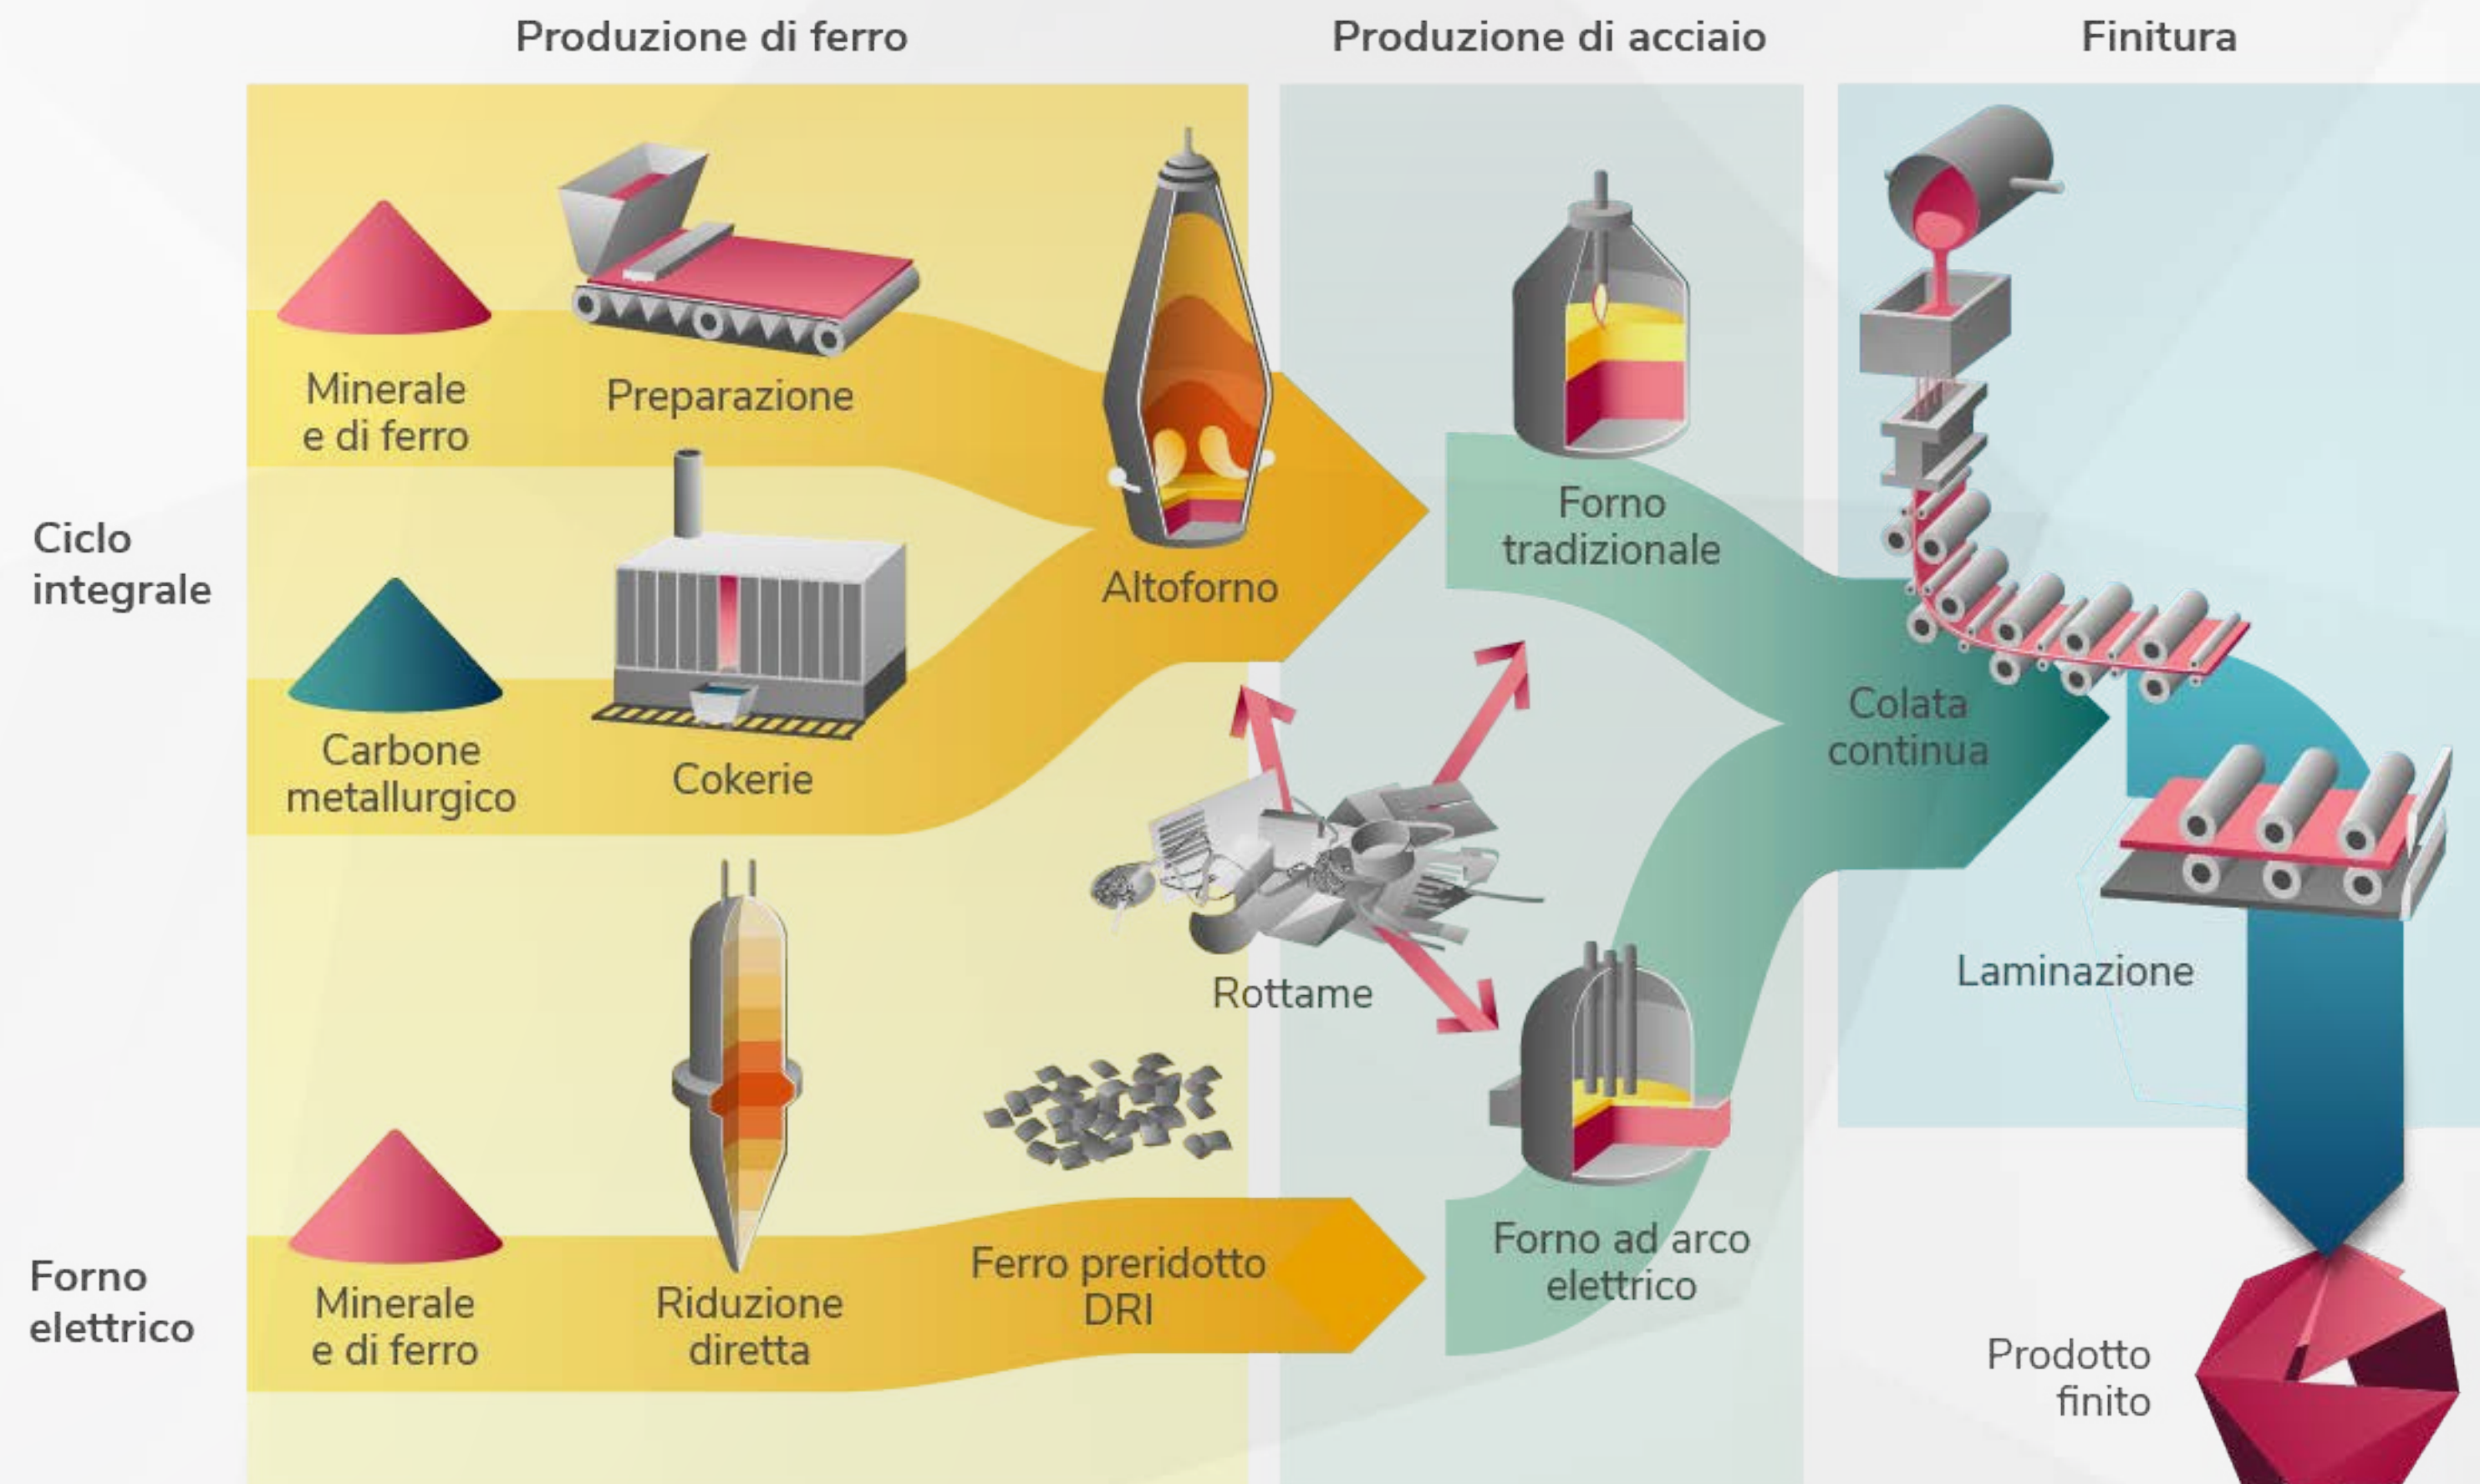 Produzione di ferro
Produzione di acciaio
Finitura
Ciclo
integrale
Minerale
e di ferro
Preparazione
Carbone
metallurgico
Cokerie
Altoforno
Forno
tradizionale
Colata
continua
Rottame
Laminazione
Forno
elettrico
Minerale
e di ferro
Riduzione
diretta
Ferro preridotto
DRI
Forno ad arco
elettrico
Prodotto
finito